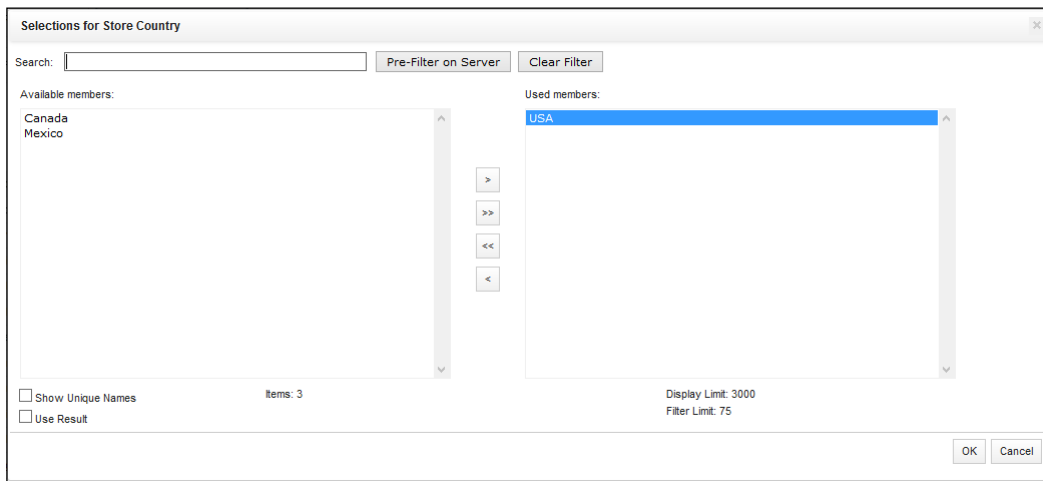 Selections for Store Country
×
Search: Pre-Filter on Server Clear Filter
Available members: Used members:
Canada USA
Mexico
>
>>
<<
<
Show Unique Names Items: 3 Display Limit: 3000
Use Result Filter Limit: 75
OK Cancel